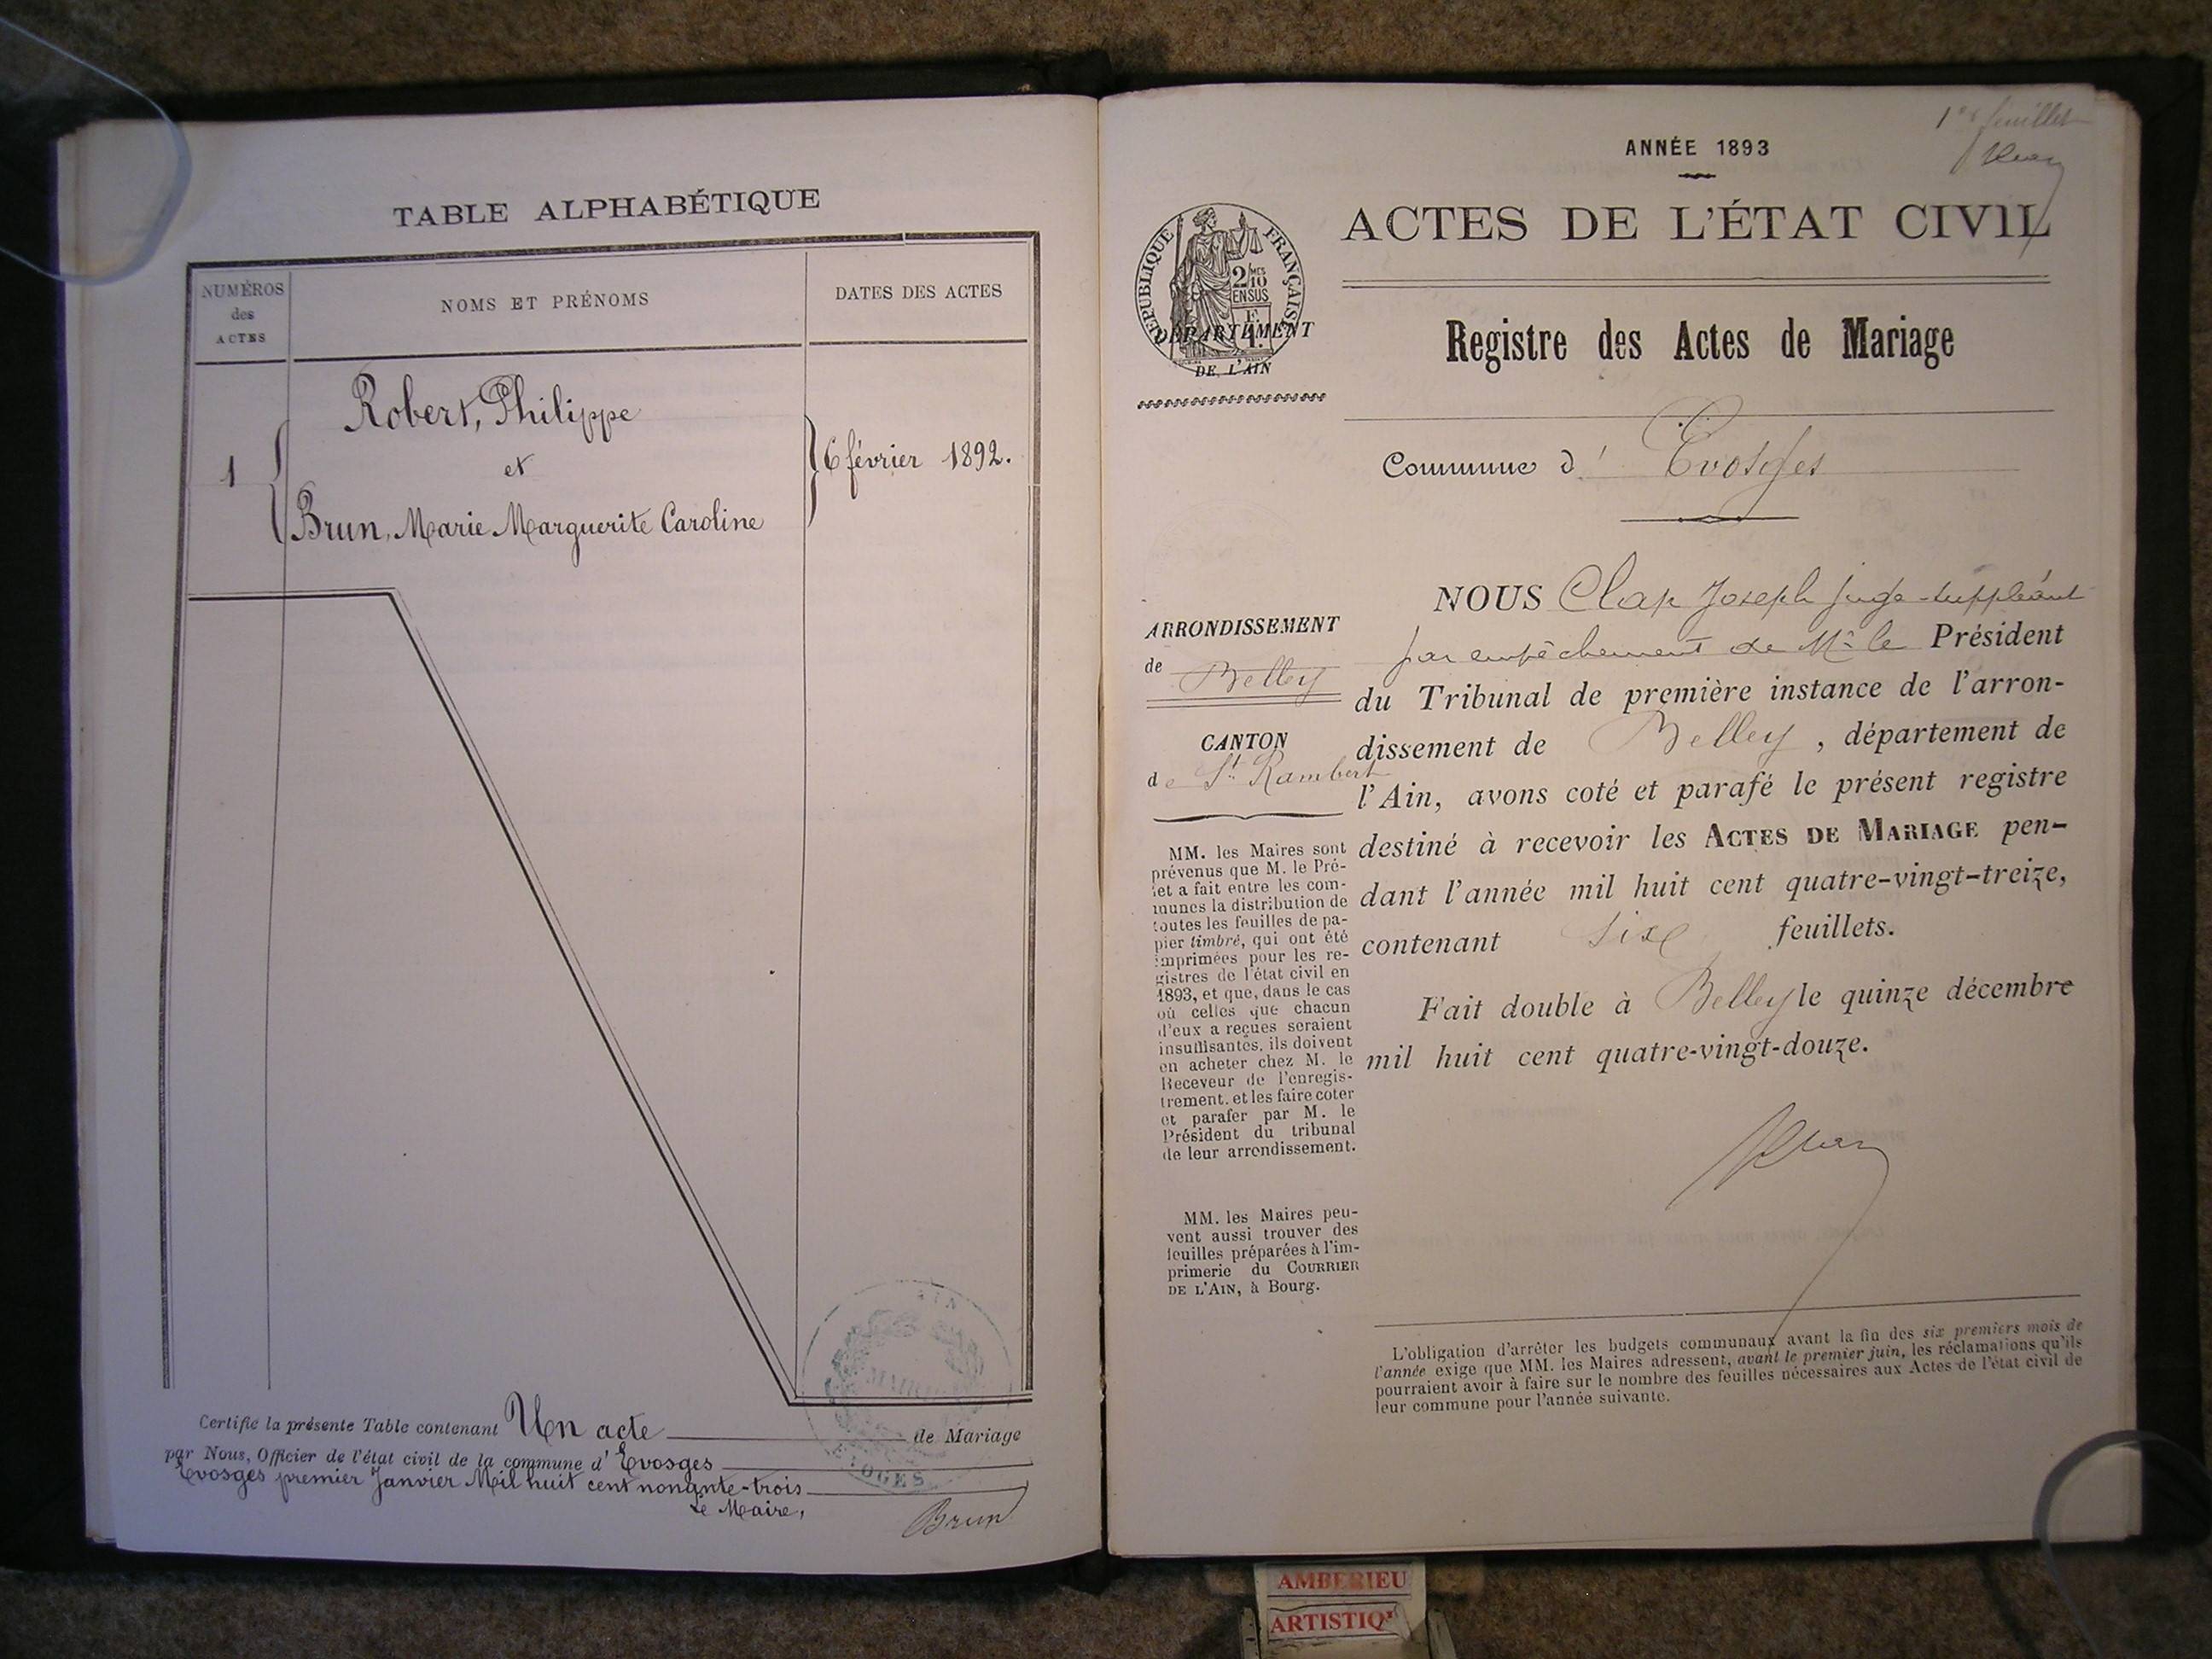 TABLE ALPHABÉTIQUE
NUMÉROS
des
ACTES
NOMS ET PRÉNOMS
DATES DES ACTES
Robert, Philippe
1
et
6 février 1892.
Brun, Marie Marguerite Caroline
Certifié la présente Table contenant Un acte de Mariage
par Nous, Officier de l'état civil de la commune d'Evosges
Evosges premier Janvier Mil huit cent nonante-trois
Le Maire,
Brun
AIN
MAIRIE
1er feuillet
ANNÉE 1893
ACTES DE L'ÉTAT CIVIL
RÉPUBLIQUE FRANÇAISE
2/10MES
EN SUS
DÉPARTEMENT
DE L'AIN
Registre des Actes de Mariage
Commune d' Evosges
ARRONDISSEMENT
de Belley
CANTON
de St Rambert
MM. les Maires sont
prévenus que M. le Pré-
fet a fait entre les com-
munes la distribution de
toutes les feuilles de pa-
pier timbré, qui ont été
imprimées pour les re-
gistres de l'état civil en
1893, et que, dans le cas
où celles que chacun
d'eux a reçues seraient
insuffisantes, ils doivent
en acheter chez M. le
Receveur de l'enregis-
trement, et les faire coter
et parafer par M. le
Président du tribunal
de leur arrondissement.
MM. les Maires peu-
vent aussi trouver des
feuilles préparées à l'im-
primerie du COURRIER
DE L'AIN, à Bourg.
NOUS Clap Joseph juge-suppléant
par empêchement de Mr le Président
du Tribunal de première instance de l'arron-
dissement de Belley, département de
l'Ain, avons coté et parafé le présent registre
destiné à recevoir les ACTES DE MARIAGE pen-
dant l'année mil huit cent quatre-vingt-treize,
contenant six feuillets.
Fait double à Belley le quinze décembre
mil huit cent quatre-vingt-douze.
L'obligation d'arrêter les budgets communaux avant la fin des six premiers mois de
l'année exige que MM. les Maires adressent, avant le premier juin, les réclamations qu'ils
pourraient avoir à faire sur le nombre des feuilles nécessaires aux Actes de l'état civil de
leur commune pour l'année suivante.
AMBERIEU
ARTISTIQ